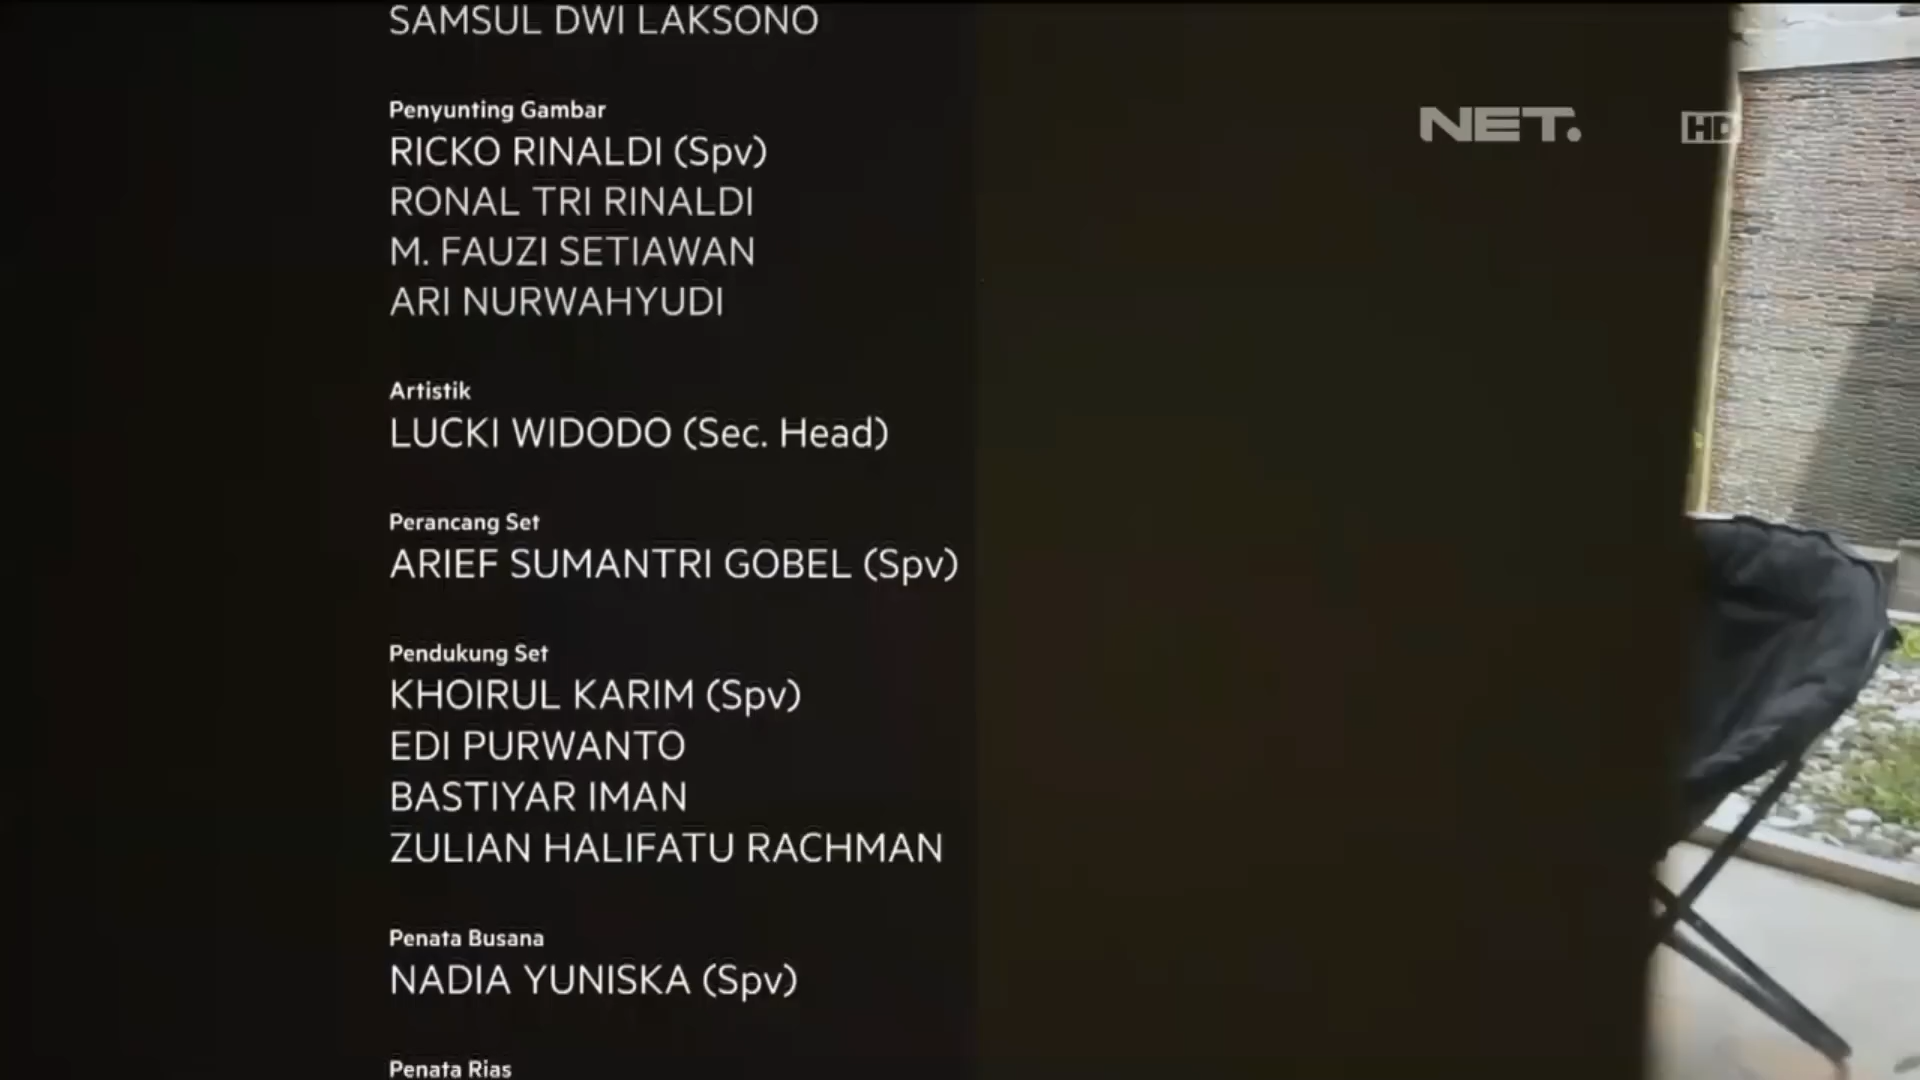 SAMSUL DWI LAKSONO
Penyunting Gambar
RICKO RINALDI (Spv)
RONAL TRI RINALDI
M. FAUZI SETIAWAN
ARI NURWAHYUDI
Artistik
LUCKI WIDODO (Sec. Head)
Perancang Set
ARIEF SUMANTRI GOBEL (Spv)
Pendukung Set
KHOIRUL KARIM (Spv)
EDI PURWANTO
BASTIYAR IMAN
ZULIAN HALIFATU RACHMAN
Penata Busana
NADIA YUNISKA (Spv)
Penata Rias
NET.
HD